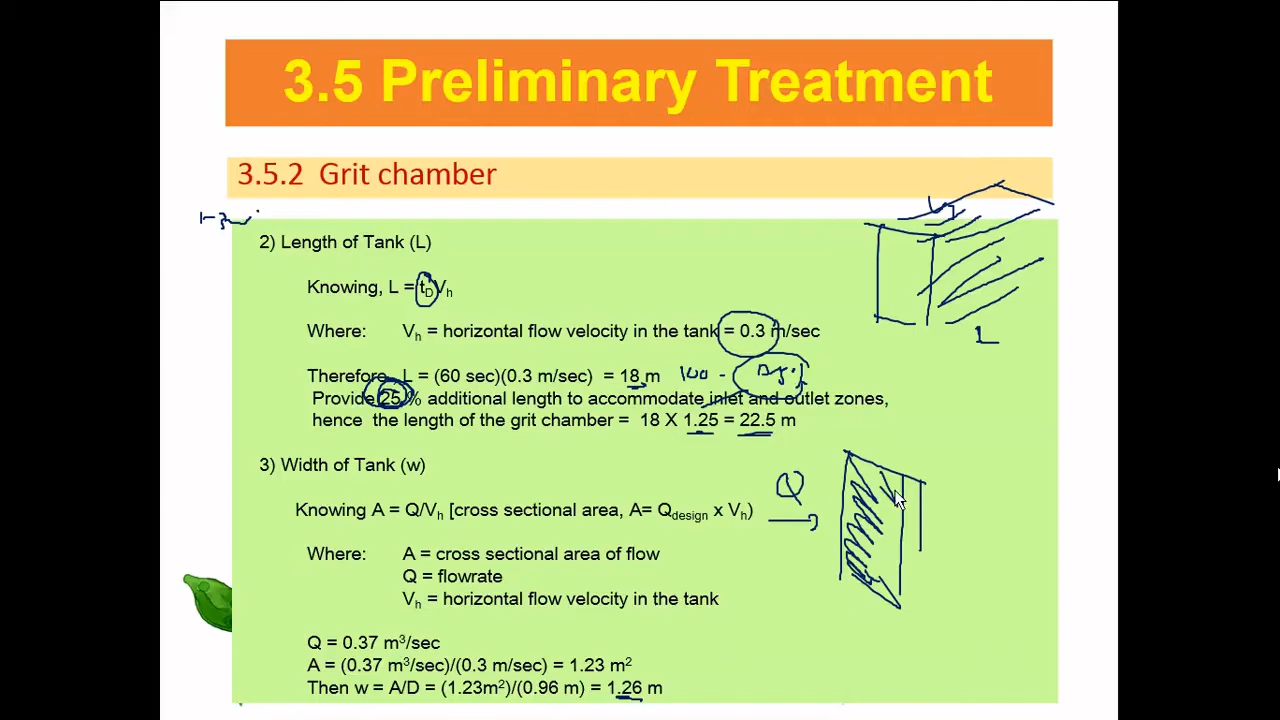 3.5 Preliminary Treatment
3.5.2 Grit chamber
2) Length of Tank (L)
Knowing, L = tDVh
Where: Vh = horizontal flow velocity in the tank = 0.3 m/sec
Therefore, L = (60 sec)(0.3 m/sec) = 18 m
Provide 25 % additional length to accommodate inlet and outlet zones,
hence the length of the grit chamber = 18 X 1.25 = 22.5 m
L
3) Width of Tank (w)
Q
Knowing A = Q/Vh [cross sectional area, A= Qdesign x Vh)
Where: A = cross sectional area of flow
Q = flowrate
Vh = horizontal flow velocity in the tank
Q = 0.37 m³/sec
A = (0.37 m³/sec)/(0.3 m/sec) = 1.23 m²
Then w = A/D = (1.23m²)/(0.96 m) = 1.26 m